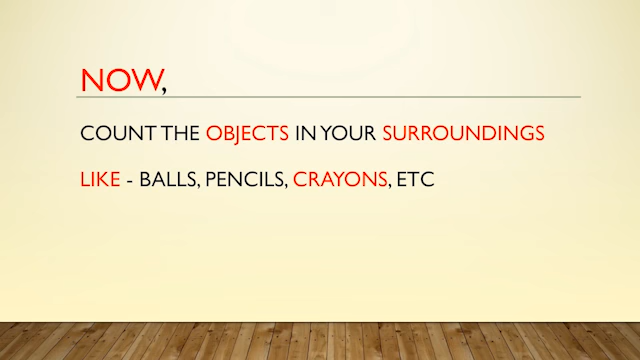 NOW,
COUNT THE OBJECTS IN YOUR SURROUNDINGS
LIKE - BALLS, PENCILS, CRAYONS, ETC